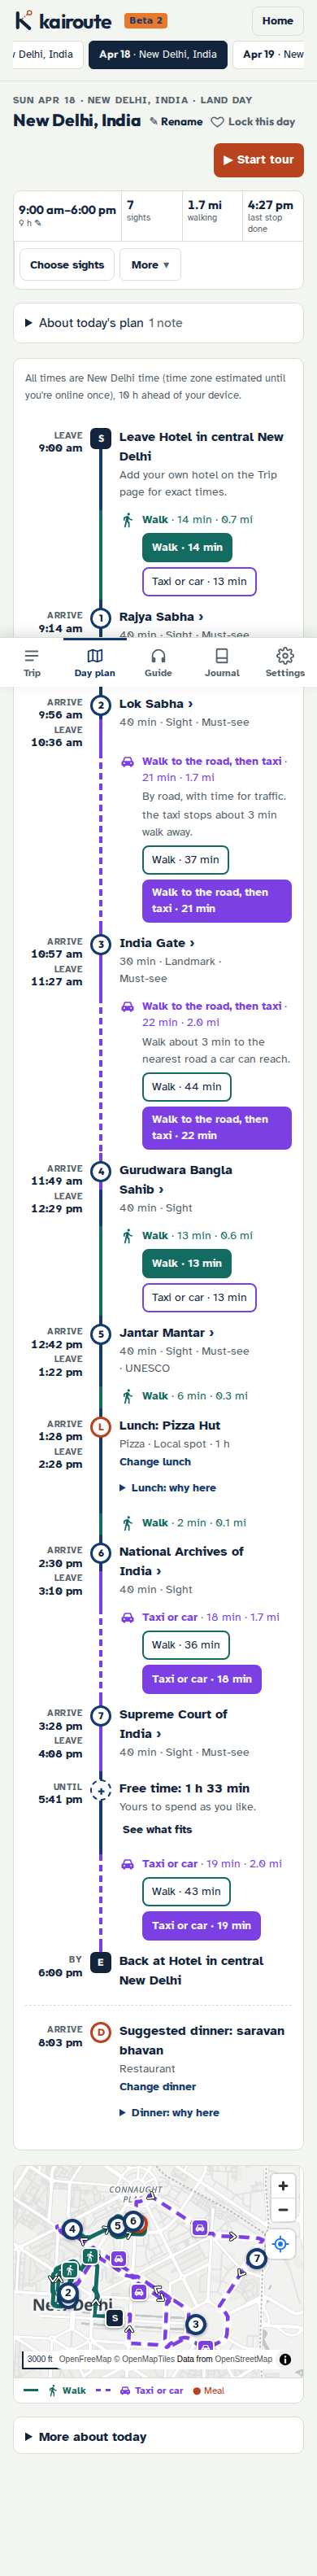 kairoute
Beta 2
Home
v Delhi, India
Apr 18 · New Delhi, India
Apr 19 · New
SUN APR 18 · NEW DELHI, INDIA · LAND DAY
New Delhi, India
✎ Rename
Lock this day
▶ Start tour
9:00 am–6:00 pm
9 h ✎
7
sights
1.7 mi
walking
4:27 pm
last stop
done
Choose sights
More ▾
▶ About today's plan 1 note
All times are New Delhi time (time zone estimated until
you're online once), 10 h ahead of your device.
LEAVE
9:00 am
S
Leave Hotel in central New
Delhi
Add your own hotel on the Trip
page for exact times.
Walk · 14 min · 0.7 mi
Walk · 14 min
Taxi or car · 13 min
ARRIVE
9:14 am
1
Rajya Sabha ›
40 min · Sight · Must-see
Trip
Day plan
Guide
Journal
Settings
ARRIVE
9:56 am
LEAVE
10:36 am
2
Lok Sabha ›
40 min · Sight · Must-see
Walk to the road, then taxi ·
21 min · 1.7 mi
By road, with time for traffic.
the taxi stops about 3 min
walk away.
Walk · 37 min
Walk to the road, then
taxi · 21 min
ARRIVE
10:57 am
LEAVE
11:27 am
3
India Gate ›
30 min · Landmark ·
Must-see
Walk to the road, then taxi ·
22 min · 2.0 mi
Walk about 3 min to the
nearest road a car can reach.
Walk · 44 min
Walk to the road, then
taxi · 22 min
ARRIVE
11:49 am
LEAVE
12:29 pm
4
Gurudwara Bangla
Sahib ›
40 min · Sight
Walk · 13 min · 0.6 mi
Walk · 13 min
Taxi or car · 13 min
ARRIVE
12:42 pm
LEAVE
1:22 pm
5
Jantar Mantar ›
40 min · Sight · Must-see
· UNESCO
Walk · 6 min · 0.3 mi
ARRIVE
1:28 pm
LEAVE
2:28 pm
L
Lunch: Pizza Hut
Pizza · Local spot · 1 h
Change lunch
▶ Lunch: why here
Walk · 2 min · 0.1 mi
ARRIVE
2:30 pm
LEAVE
3:10 pm
6
National Archives of
India ›
40 min · Sight
Taxi or car · 18 min · 1.7 mi
Walk · 36 min
Taxi or car · 18 min
ARRIVE
3:28 pm
LEAVE
4:08 pm
7
Supreme Court of
India ›
40 min · Sight · Must-see
UNTIL
5:41 pm
+
Free time: 1 h 33 min
Yours to spend as you like.
See what fits
Taxi or car · 19 min · 2.0 mi
Walk · 43 min
Taxi or car · 19 min
BY
6:00 pm
E
Back at Hotel in central
New Delhi
ARRIVE
8:03 pm
D
Suggested dinner: saravan
bhavan
Restaurant
Change dinner
▶ Dinner: why here
CONNAUGHT
4
5
6
7
2
S
3
+
−
3000 ft
OpenFreeMap © OpenMapTiles Data from OpenStreetMap
Walk
Taxi or car
Meal
▶ More about today